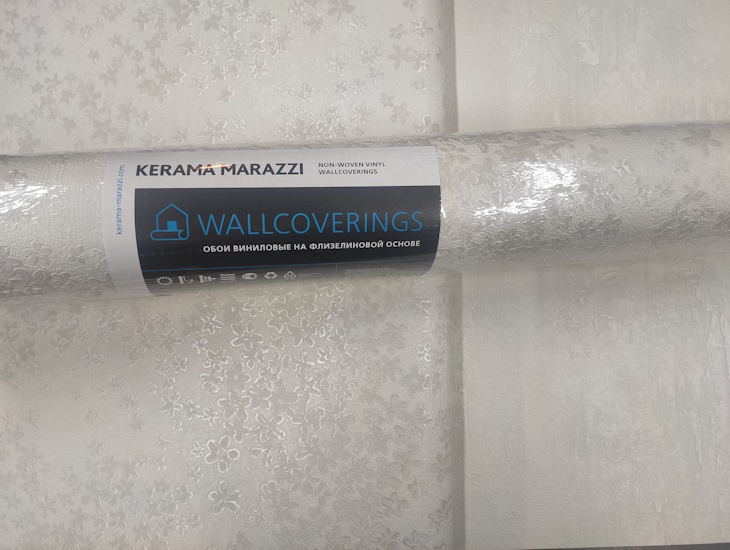 KERAMA MARAZZI
NON-WOVEN VINYL
WALLCOVERINGS
kerama-marazzi.com
WALLCOVERINGS
ОБОИ ВИНИЛОВЫЕ НА ФЛИЗЕЛИНОВОЙ ОСНОВЕ